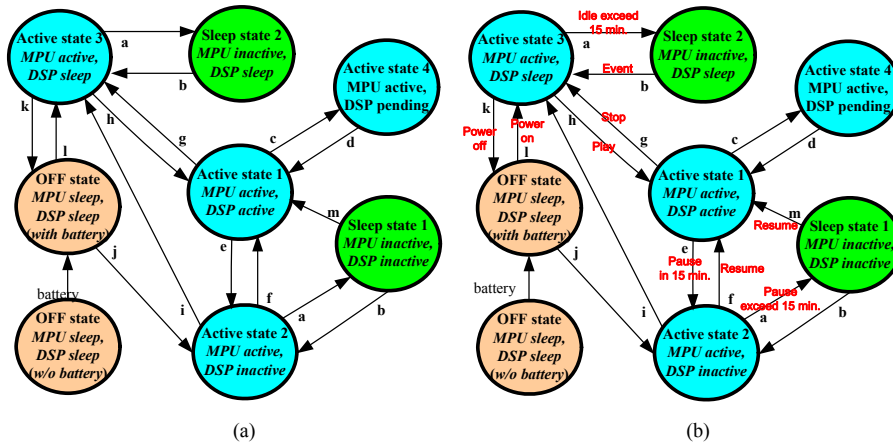 Active state 3
MPU active,
DSP sleep
a
Sleep state 2
MPU inactive,
DSP sleep
b
Active state 4
MPU active,
DSP pending
k
h
g
c
d
l
OFF state
MPU sleep,
DSP sleep
(with battery)
Active state 1
MPU active,
DSP active
m
Sleep state 1
MPU inactive,
DSP inactive
e
j
battery
i
f
a
b
OFF state
MPU sleep,
DSP sleep
(w/o battery)
Active state 2
MPU active,
DSP inactive
(a)
Active state 3
MPU active,
DSP sleep
Idle exceed
15 min.
a
Event
b
Sleep state 2
MPU inactive,
DSP sleep
Active state 4
MPU active,
DSP pending
k
Power
off
Power
on
l
h
Play
Stop
g
c
d
OFF state
MPU sleep,
DSP sleep
(with battery)
Active state 1
MPU active,
DSP active
m
Resume
Sleep state 1
MPU inactive,
DSP inactive
e
Pause
in 15 min.
Resume
f
j
battery
i
Pause
exceed 15 min.
a
b
OFF state
MPU sleep,
DSP sleep
(w/o battery)
Active state 2
MPU active,
DSP inactive
(b)